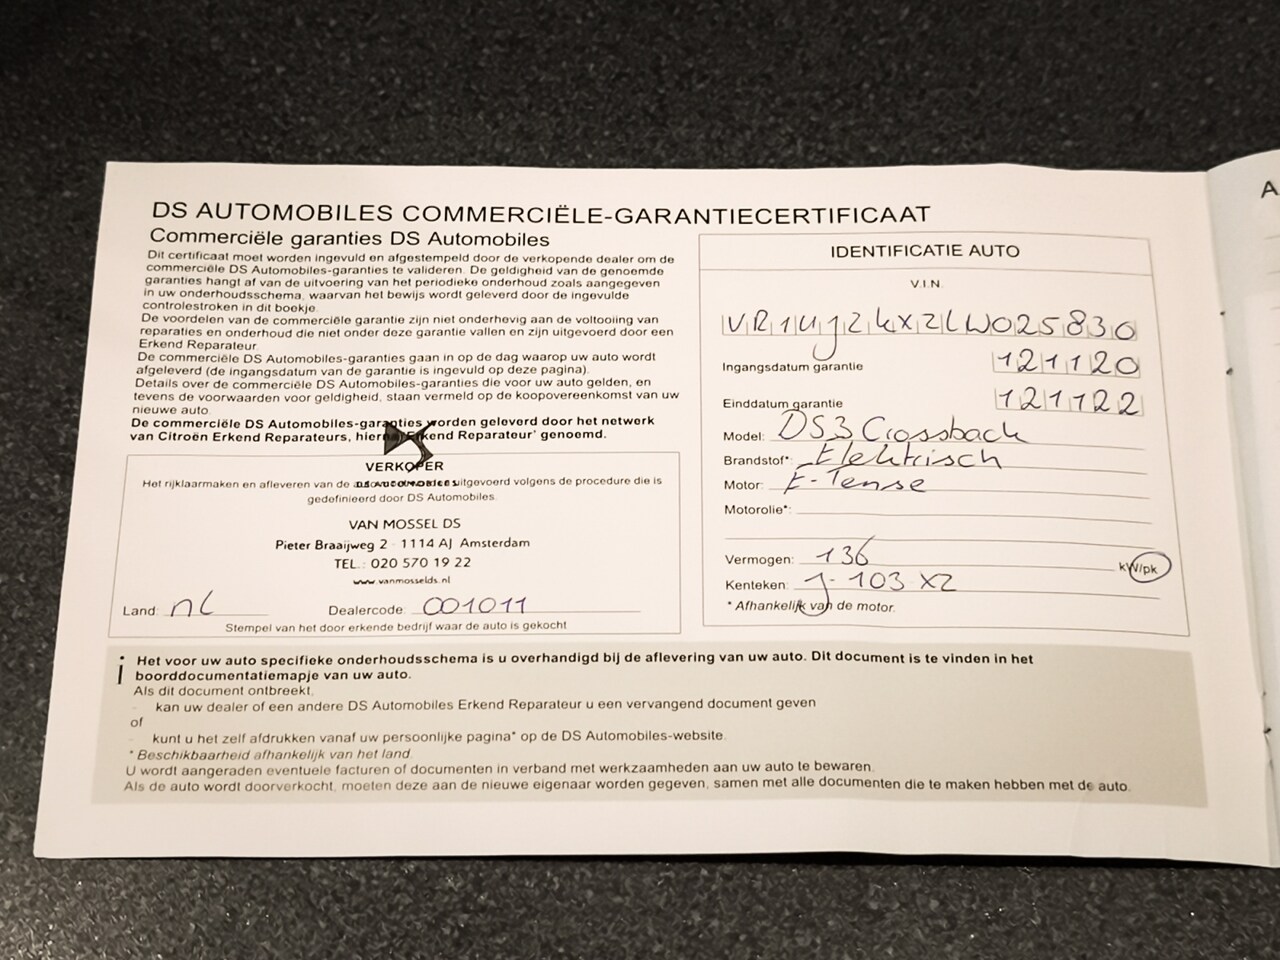 DS AUTOMOBILES COMMERCIËLE-GARANTIECERTIFICAAT
Commerciële garanties DS Automobiles
Dit certificaat moet worden ingevuld en afgestempeld door de verkopende dealer om de
commerciële DS Automobiles-garanties te valideren. De geldigheid van de genoemde
garanties hangt af van de uitvoering van het periodieke onderhoud zoals aangegeven
in uw onderhoudsschema, waarvan het bewijs wordt geleverd door de ingevulde
controlestroken in dit boekje.
De voordelen van de commerciële garantie zijn niet onderhevig aan de voltooiing van
reparaties en onderhoud die niet onder deze garantie vallen en zijn uitgevoerd door een
Erkend Reparateur.
De commerciële DS Automobiles-garanties gaan in op de dag waarop uw auto wordt
afgeleverd (de ingangsdatum van de garantie is ingevuld op deze pagina).
Details over de commerciële DS Automobiles-garanties die voor uw auto gelden, en
tevens de voorwaarden voor geldigheid, staan vermeld op de koopovereenkomst van uw
nieuwe auto.
De commerciële DS Automobiles-garanties worden geleverd door het netwerk
van Citroën Erkend Reparateurs, hierna 'Erkend Reparateur' genoemd.
VERKOPER
Het rijklaarmaken en afleveren van de uitgevoerd volgens de procedure die is
gedefinieerd door DS Automobiles.
DS AUTOMOBILES
VAN MOSSEL DS
Pieter Braaijweg 2 - 1114 AJ Amsterdam
TEL.: 020 570 19 22
www.vanmosselds.nl
Land: NL Dealercode: 001011
Stempel van het door erkende bedrijf waar de auto is gekocht
IDENTIFICATIE AUTO
V.I.N.
VR1UJZKXZLW025830
Ingangsdatum garantie 121120
Einddatum garantie 121122
Model: DS3 Crossback
Brandstof*: Elektrisch
Motor: E-Tense
Motorolie*:
Vermogen: 136 kW/pk
Kenteken: J-103 XZ
* Afhankelijk van de motor.
i Het voor uw auto specifieke onderhoudsschema is u overhandigd bij de aflevering van uw auto. Dit document is te vinden in het
boorddocumentatiemapje van uw auto.
Als dit document ontbreekt,
- kan uw dealer of een andere DS Automobiles Erkend Reparateur u een vervangend document geven
of
- kunt u het zelf afdrukken vanaf uw persoonlijke pagina* op de DS Automobiles-website.
* Beschikbaarheid afhankelijk van het land.
U wordt aangeraden eventuele facturen of documenten in verband met werkzaamheden aan uw auto te bewaren.
Als de auto wordt doorverkocht, moeten deze aan de nieuwe eigenaar worden gegeven, samen met alle documenten die te maken hebben met de auto.
A